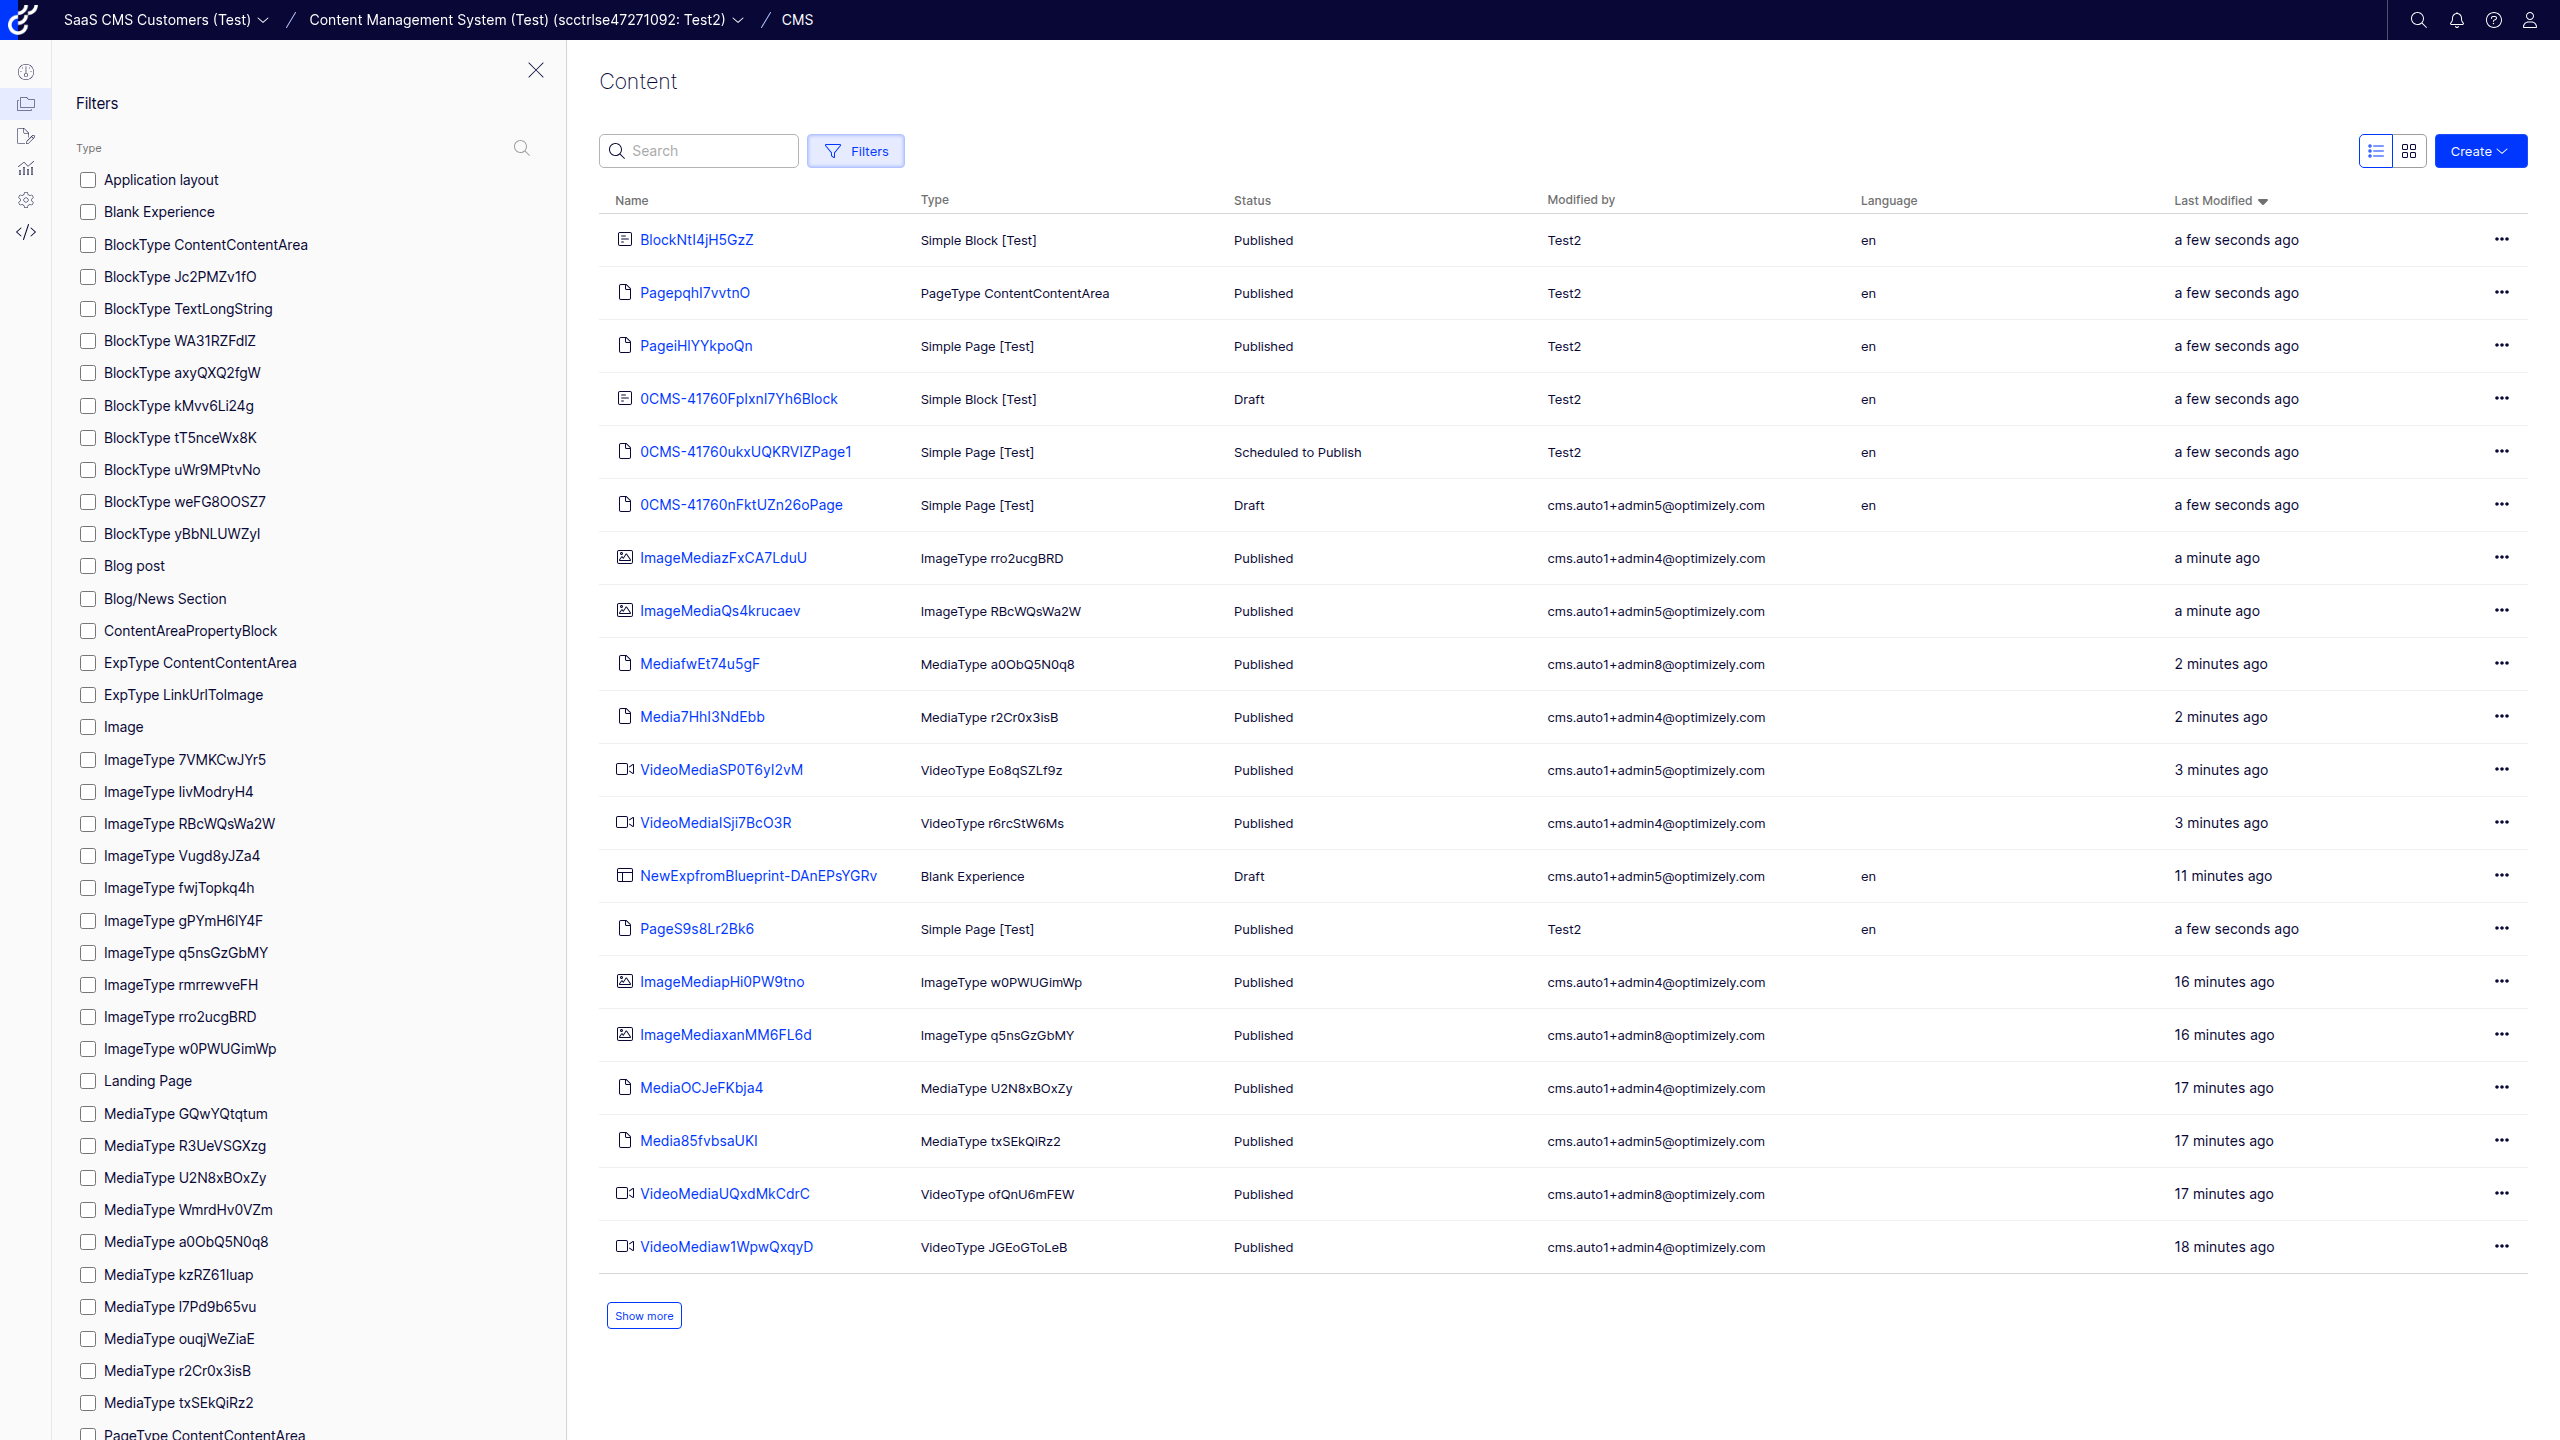 SaaS CMS Customers (Test) / Content Management System (Test) (scctrlse47271092: Test2) / CMS
Filters
Type
Application layout
Blank Experience
BlockType ContentContentArea
BlockType Jc2PMZv1fO
BlockType TextLongString
BlockType WA31RZFdlZ
BlockType axyQXQ2fgW
BlockType kMvv6Li24g
BlockType tT5nceWx8K
BlockType uWr9MPtvNo
BlockType weFG8OOSZ7
BlockType yBbNLUWZyI
Blog post
Blog/News Section
ContentAreaPropertyBlock
ExpType ContentContentArea
ExpType LinkUrlToImage
Image
ImageType 7VMKCwJYr5
ImageType IivModryH4
ImageType RBcWQsWa2W
ImageType Vugd8yJZa4
ImageType fwjTopkq4h
ImageType gPYmH6lY4F
ImageType q5nsGzGbMY
ImageType rmrrewveFH
ImageType rro2ucgBRD
ImageType w0PWUGimWp
Landing Page
MediaType GQwYQtqtum
MediaType R3UeVSGXzg
MediaType U2N8xBOxZy
MediaType WmrdHv0VZm
MediaType a0ObQ5N0q8
MediaType kzRZ61luap
MediaType l7Pd9b65vu
MediaType ouqjWeZiaE
MediaType r2Cr0x3isB
MediaType txSEkQiRz2
PageType ContentContentArea
Content
Search Filters Create
Name Type Status Modified by Language Last Modified
BlockNtI4jH5GzZ Simple Block [Test] Published Test2 en a few seconds ago
PagepqhI7vvtnO PageType ContentContentArea Published Test2 en a few seconds ago
PageiHlYYkpoQn Simple Page [Test] Published Test2 en a few seconds ago
0CMS-41760FpIxnI7Yh6Block Simple Block [Test] Draft Test2 en a few seconds ago
0CMS-41760ukxUQKRVIZPage1 Simple Page [Test] Scheduled to Publish Test2 en a few seconds ago
0CMS-41760nFktUZn26oPage Simple Page [Test] Draft cms.auto1+admin5@optimizely.com en a few seconds ago
ImageMediazFxCA7LduU ImageType rro2ucgBRD Published cms.auto1+admin4@optimizely.com a minute ago
ImageMediaQs4krucaev ImageType RBcWQsWa2W Published cms.auto1+admin5@optimizely.com a minute ago
MediafwEt74u5gF MediaType a0ObQ5N0q8 Published cms.auto1+admin8@optimizely.com 2 minutes ago
Media7HhI3NdEbb MediaType r2Cr0x3isB Published cms.auto1+admin4@optimizely.com 2 minutes ago
VideoMediaSP0T6yI2vM VideoType Eo8qSZLf9z Published cms.auto1+admin5@optimizely.com 3 minutes ago
VideoMediaISji7BcO3R VideoType r6rcStW6Ms Published cms.auto1+admin4@optimizely.com 3 minutes ago
NewExpfromBlueprint-DAnEPsYGRv Blank Experience Draft cms.auto1+admin5@optimizely.com en 11 minutes ago
PageS9s8Lr2Bk6 Simple Page [Test] Published Test2 en a few seconds ago
ImageMediapHi0PW9tno ImageType w0PWUGimWp Published cms.auto1+admin4@optimizely.com 16 minutes ago
ImageMediaxanMM6FL6d ImageType q5nsGzGbMY Published cms.auto1+admin8@optimizely.com 16 minutes ago
MediaOCJeFKbja4 MediaType U2N8xBOxZy Published cms.auto1+admin4@optimizely.com 17 minutes ago
Media85fvbsaUKI MediaType txSEkQiRz2 Published cms.auto1+admin5@optimizely.com 17 minutes ago
VideoMediaUQxdMkCdrC VideoType ofQnU6mFEW Published cms.auto1+admin8@optimizely.com 17 minutes ago
VideoMediaw1WpwQxqyD VideoType JGEoGToLeB Published cms.auto1+admin4@optimizely.com 18 minutes ago
Show more